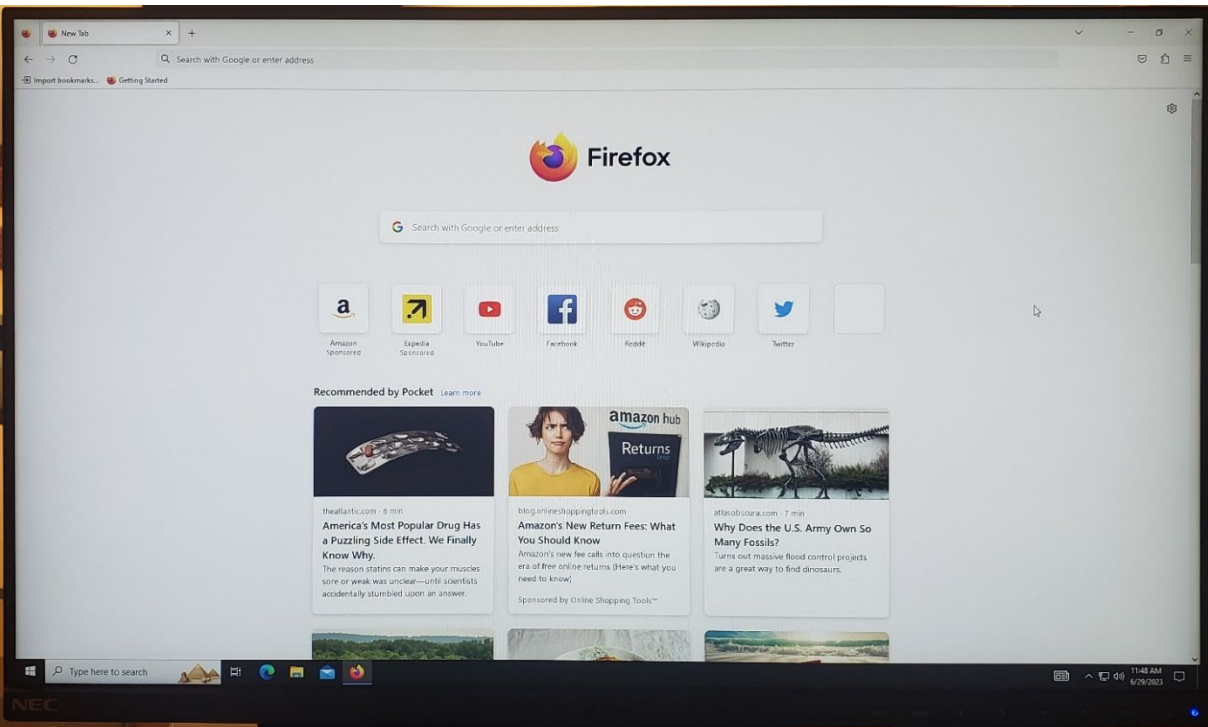 New Tab
Search with Google or enter address
Import bookmarks...
Getting Started
Firefox
G Search with Google or enter address
a
f
Amazon
Sponsored
Expedia
Sponsored
YouTube
Facebook
Reddit
Wikipedia
Twitter
Recommended by Pocket Learn more
amazon hub
Returns
theatlantic.com · 6 min
America's Most Popular Drug Has
a Puzzling Side Effect. We Finally
Know Why.
The reason statins can make your muscles
sore or weak was unclear—until scientists
accidentally stumbled upon an answer.
blog.onlineshoppingtools.com
Amazon's New Return Fees: What
You Should Know
Amazon's new fee calls into question the
era of free online returns (Here's what you
need to know)
Sponsored by Online Shopping Tools™
atlasobscura.com · 7 min
Why Does the U.S. Army Own So
Many Fossils?
Turns out massive flood control projects
are a great way to find dinosaurs.
Type here to search
11:48 AM
6/29/2023
NEC